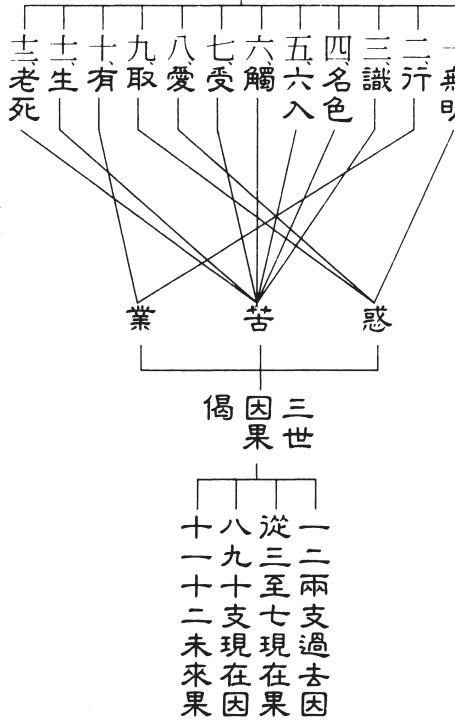 一、無明
二、行
三、識
四、名色
五、六入
六、觸
七、受
八、愛
九、取
十、有
十一、生
十二、老死
惑
苦
業
三世
因果
偈
一二兩支過去因
從三至七現在果
八九十支現在因
十一十二未來果